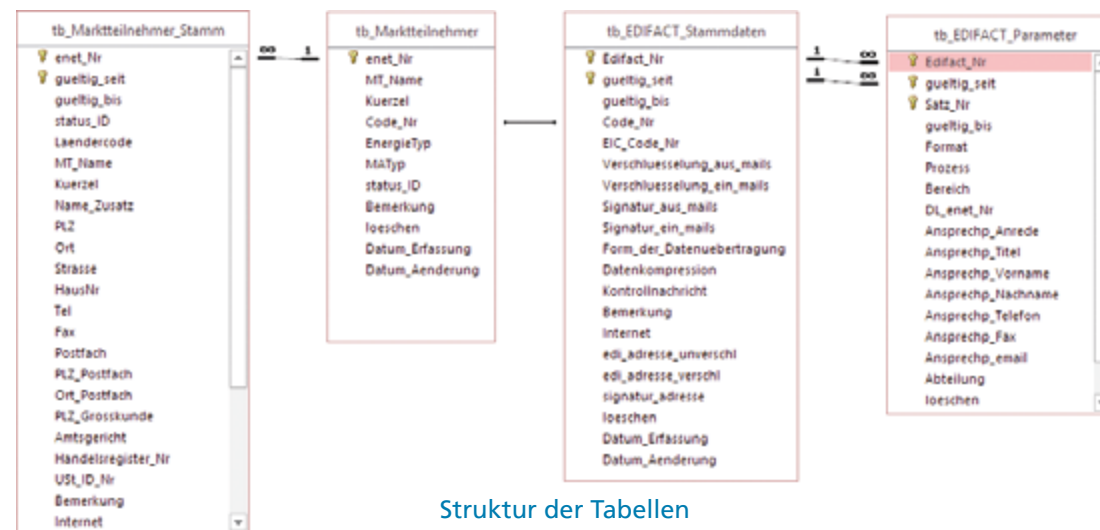 tb_Marktteilnehmer_Stamm
enet_Nr
gueltig_seit
gueltig_bis
status_ID
Laendercode
MT_Name
Kuerzel
Name_Zusatz
PLZ
Ort
Strasse
HausNr
Tel
Fax
Postfach
PLZ_Postfach
Ort_Postfach
PLZ_Grosskunde
Amtsgericht
Handelsregister_Nr
USt_ID_Nr
Bemerkung
Internet
∞ 1
tb_Marktteilnehmer
enet_Nr
MT_Name
Kuerzel
Code_Nr
EnergieTyp
MATyp
status_ID
Bemerkung
loeschen
Datum_Erfassung
Datum_Aenderung
tb_EDIFACT_Stammdaten
Edifact_Nr
gueltig_seit
gueltig_bis
Code_Nr
EIC_Code_Nr
Verschluesselung_aus_mails
Verschluesselung_ein_mails
Signatur_aus_mails
Signatur_ein_mails
Form_der_Datenuebertragung
Datenkompression
Kontrollnachricht
Bemerkung
Internet
edi_adresse_unverschl
edi_adresse_verschl
signatur_adresse
loeschen
Datum_Erfassung
Datum_Aenderung
1 ∞
1 ∞
tb_EDIFACT_Parameter
Edifact_Nr
gueltig_seit
Satz_Nr
gueltig_bis
Format
Prozess
Bereich
DL_enet_Nr
Ansprechp_Anrede
Ansprechp_Titel
Ansprechp_Vorname
Ansprechp_Nachname
Ansprechp_Telefon
Ansprechp_Fax
Ansprechp_email
Abteilung
loeschen
Struktur der Tabellen